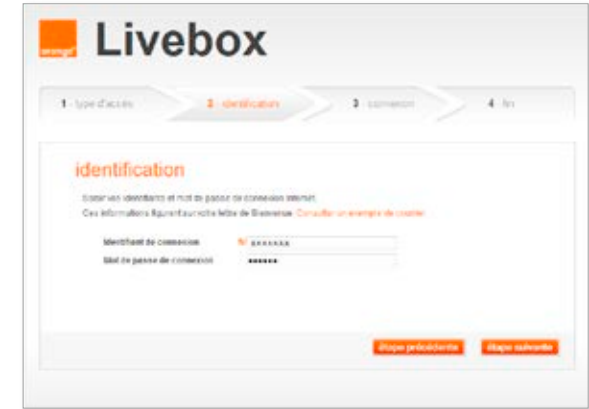 orange Livebox
1 - type d'accès 2 - identification 3 - connexion 4 - fin
identification
Saisir vos identifiants et mot de passe de connexion internet.
Ces informations figurent sur votre lettre de Bienvenue. Consulter un exemple de courrier
Identifiant de connexion fti/ xxxxxxx
Mot de passe de connexion ••••••
étape précédente étape suivante